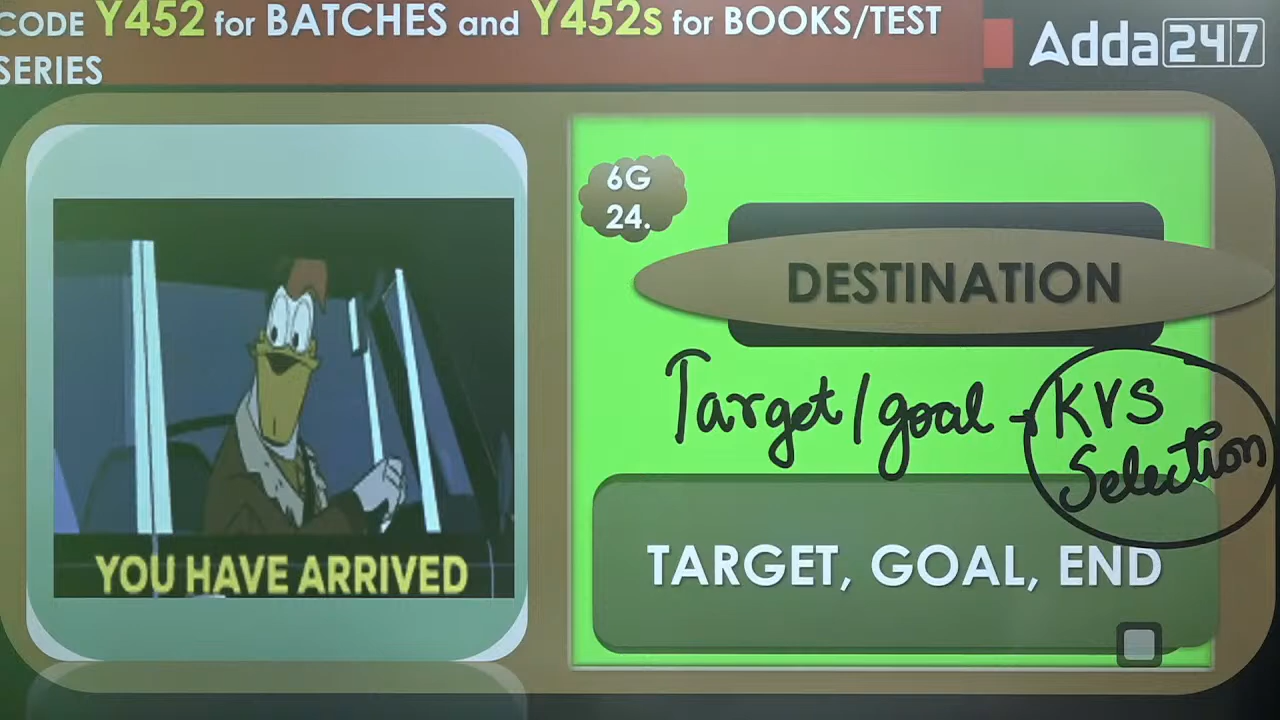 CODE Y452 for BATCHES and Y452s for BOOKS/TEST
SERIES
Adda247
6G
24.
DESTINATION
Target/goal → KVS
Selection
TARGET, GOAL, END
YOU HAVE ARRIVED